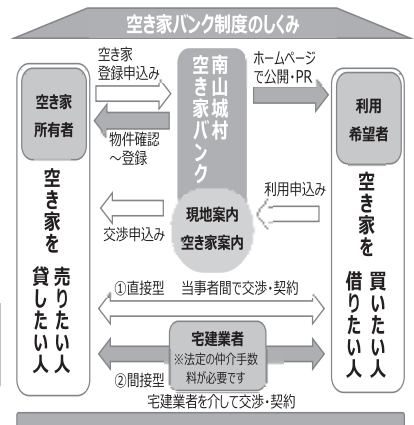 空き家バンク制度のしくみ
空き家
登録申込み
南山城村
空き家バンク
ホームページ
で公開・PR
空き家
所有者
利用
希望者
物件確認
~登録
空き家を
売りたい人
貸したい人
利用申込み
空き家を
買いたい人
借りたい人
現地案内
空き家案内
交渉申込み
①直接型 当事者間で交渉・契約
宅建業者
※法定の仲介手数
料が必要です
②間接型
宅建業者を介して交渉・契約